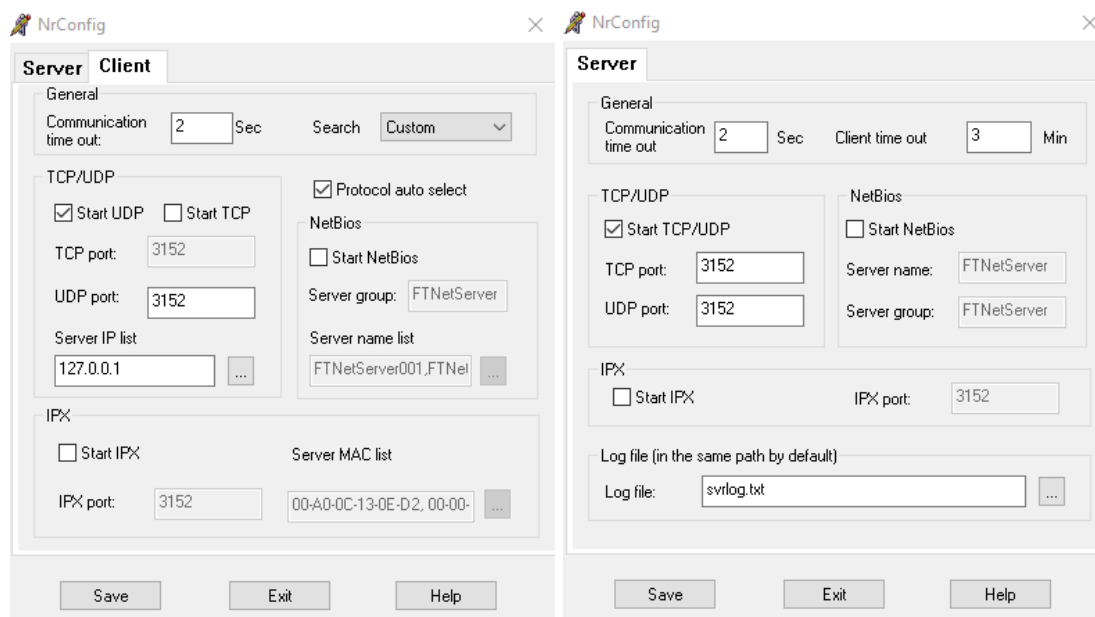 NrConfig
Server Client
General
Communication time out: 2 Sec Search Custom
TCP/UDP
Start UDP Start TCP
TCP port: 3152
UDP port: 3152
Server IP list
127.0.0.1 ...
Protocol auto select
NetBios
Start NetBios
Server group: FTNetServer
Server name list
FTNetServer001,FTNe ...
IPX
Start IPX Server MAC list
IPX port: 3152 00-A0-0C-13-0E-D2, 00-00- ...
Save Exit Help
NrConfig
Server
General
Communication time out 2 Sec Client time out 3 Min
TCP/UDP
Start TCP/UDP
TCP port: 3152
UDP port: 3152
NetBios
Start NetBios
Server name: FTNetServer
Server group: FTNetServer
IPX
Start IPX IPX port: 3152
Log file (in the same path by default)
Log file: svrlog.txt ...
Save Exit Help